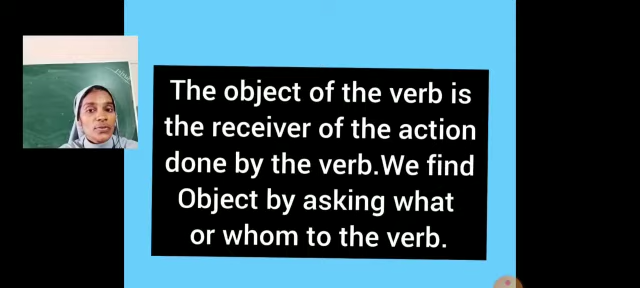 The object of the verb is
the receiver of the action
done by the verb.We find
Object by asking what
or whom to the verb.